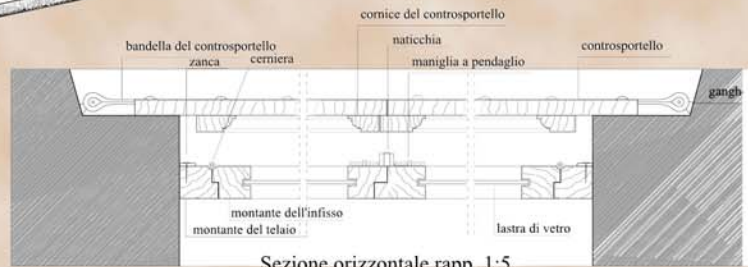 cornice del controsportello
naticchia
bandella del controsportello
controsportello
zanca
cerniera
maniglia a pendaglio
gangh
montante dell'infisso
montante del telaio
lastra di vetro
Sezione orizzontale rapp. 1:5